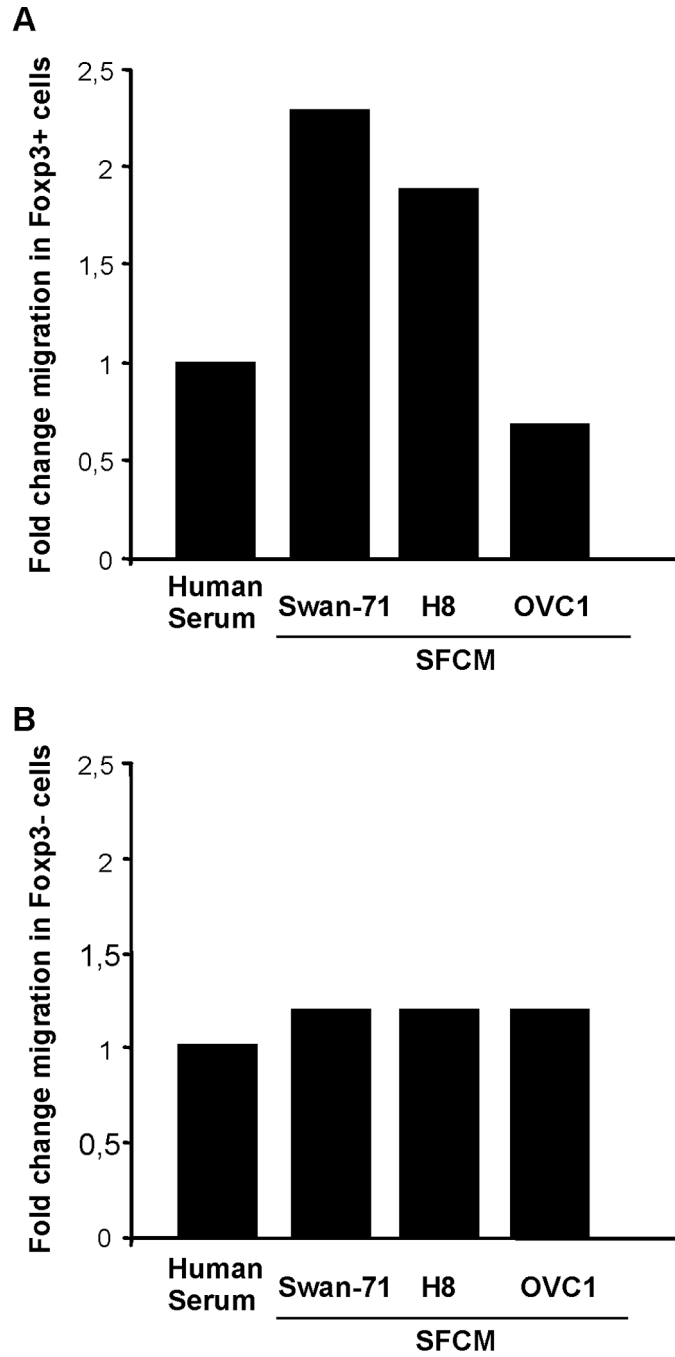 A
Fold change migration in Foxp3+ cells
2,5
2
1,5
1
0,5
0
Human
Serum
Swan-71
H8
OVC1
SFCM
B
Fold change migration in Foxp3- cells
2,5
2
1,5
1
0,5
0
Human
Serum
Swan-71
H8
OVC1
SFCM